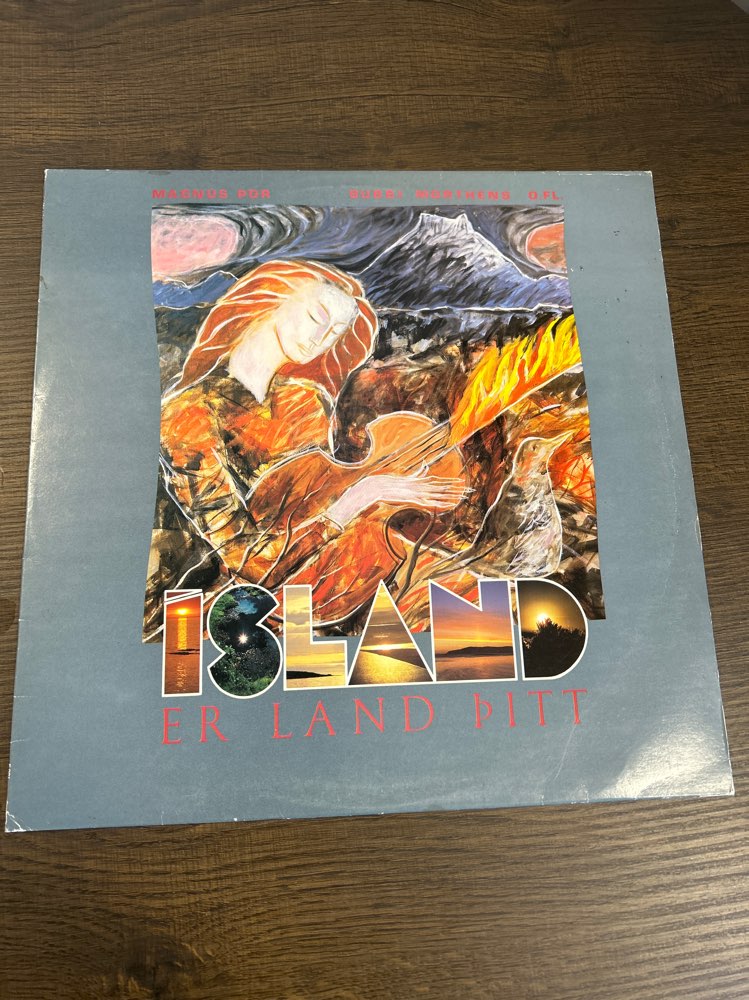 MAGNÚS ÞÓR BUBBI MORTHENS O.FL.
ÍSLAND
ER LAND ÞITT